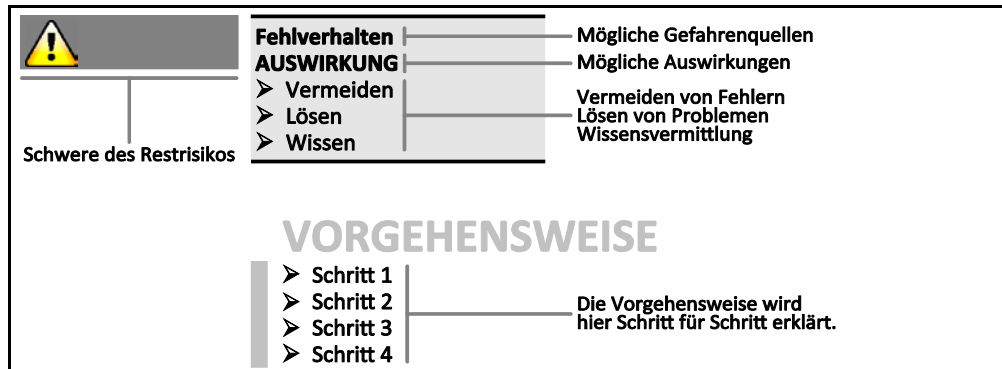 Fehlverhalten
Mögliche Gefahrenquellen
AUSWIRKUNG
Mögliche Auswirkungen
➢ Vermeiden
➢ Lösen
➢ Wissen
Vermeiden von Fehlern
Lösen von Problemen
Wissensvermittlung
Schwere des Restrisikos
VORGEHENSWEISE
➢ Schritt 1
➢ Schritt 2
➢ Schritt 3
➢ Schritt 4
Die Vorgehensweise wird
hier Schritt für Schritt erklärt.